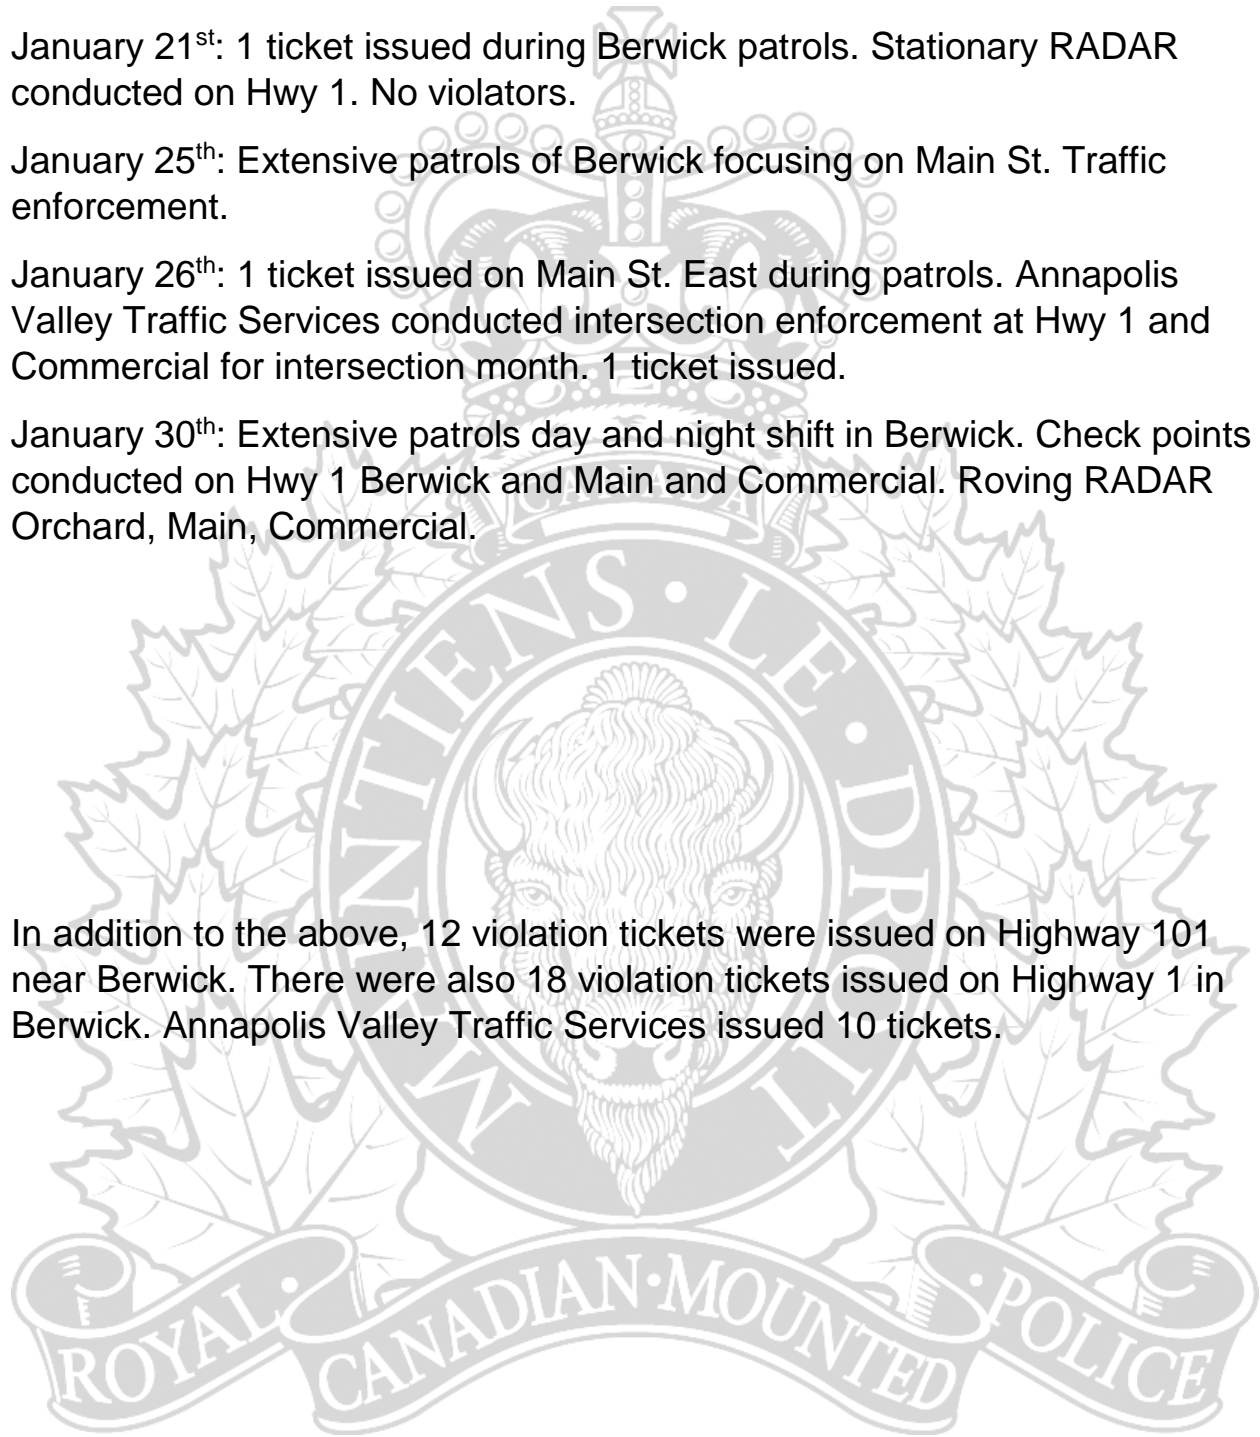 January 21st: 1 ticket issued during Berwick patrols. Stationary RADAR
conducted on Hwy 1. No violators.
January 25th: Extensive patrols of Berwick focusing on Main St. Traffic
enforcement.
January 26th: 1 ticket issued on Main St. East during patrols. Annapolis
Valley Traffic Services conducted intersection enforcement at Hwy 1 and
Commercial for intersection month. 1 ticket issued.
January 30th: Extensive patrols day and night shift in Berwick. Check points
conducted on Hwy 1 Berwick and Main and Commercial. Roving RADAR
Orchard, Main, Commercial.
CANADA
MAINTIENS · LE · DROIT
In addition to the above, 12 violation tickets were issued on Highway 101
near Berwick. There were also 18 violation tickets issued on Highway 1 in
Berwick. Annapolis Valley Traffic Services issued 10 tickets.
ROYAL · CANADIAN · MOUNTED · POLICE